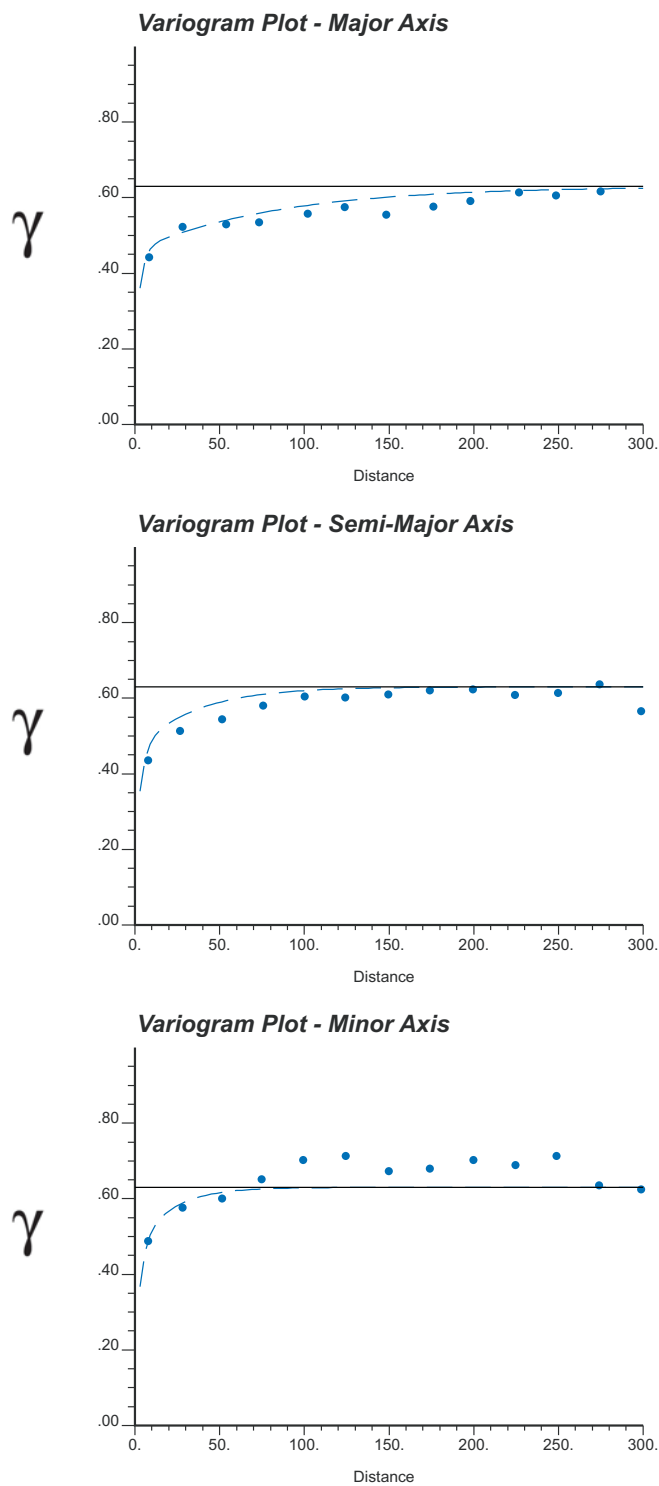 Variogram Plot - Major Axis
.80
.60
γ
.40
.20
.00
0. 50. 100. 150. 200. 250. 300.
Distance
Variogram Plot - Semi-Major Axis
.80
.60
γ
.40
.20
.00
0. 50. 100. 150. 200. 250. 300.
Distance
Variogram Plot - Minor Axis
.80
.60
γ
.40
.20
.00
0. 50. 100. 150. 200. 250. 300.
Distance